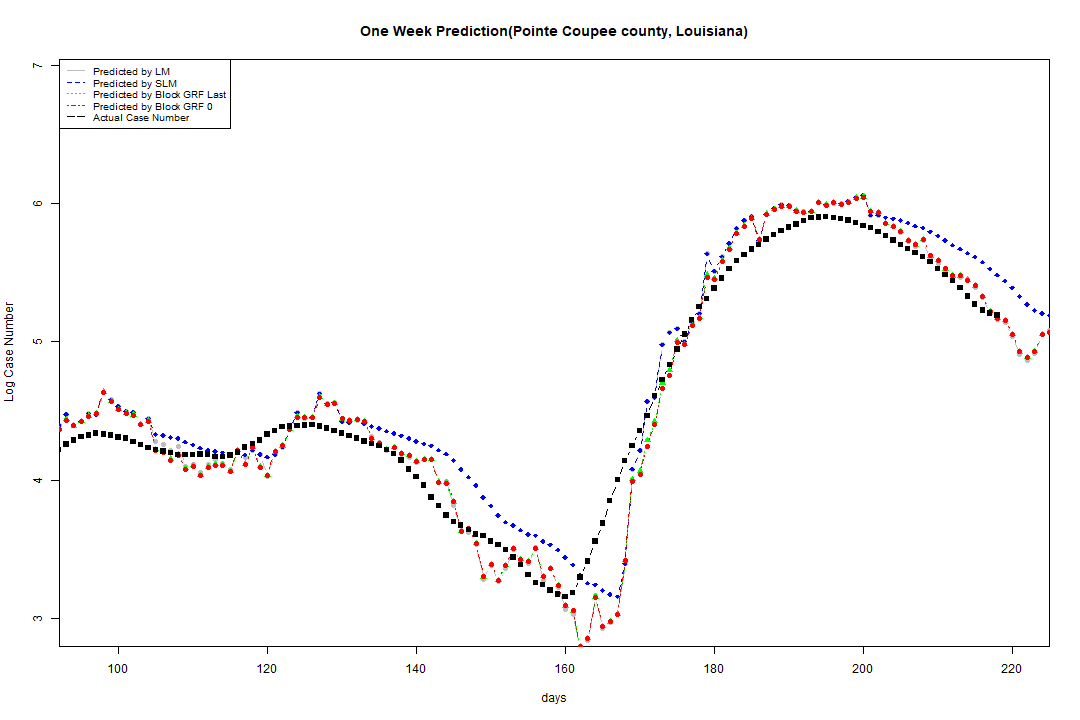 One Week Prediction(Pointe Coupee county, Louisiana)
Predicted by LM
Predicted by SLM
Predicted by Block GRF Last
Predicted by Block GRF 0
Actual Case Number
7
6
5
4
3
Log Case Number
100 120 140 160 180 200 220
days